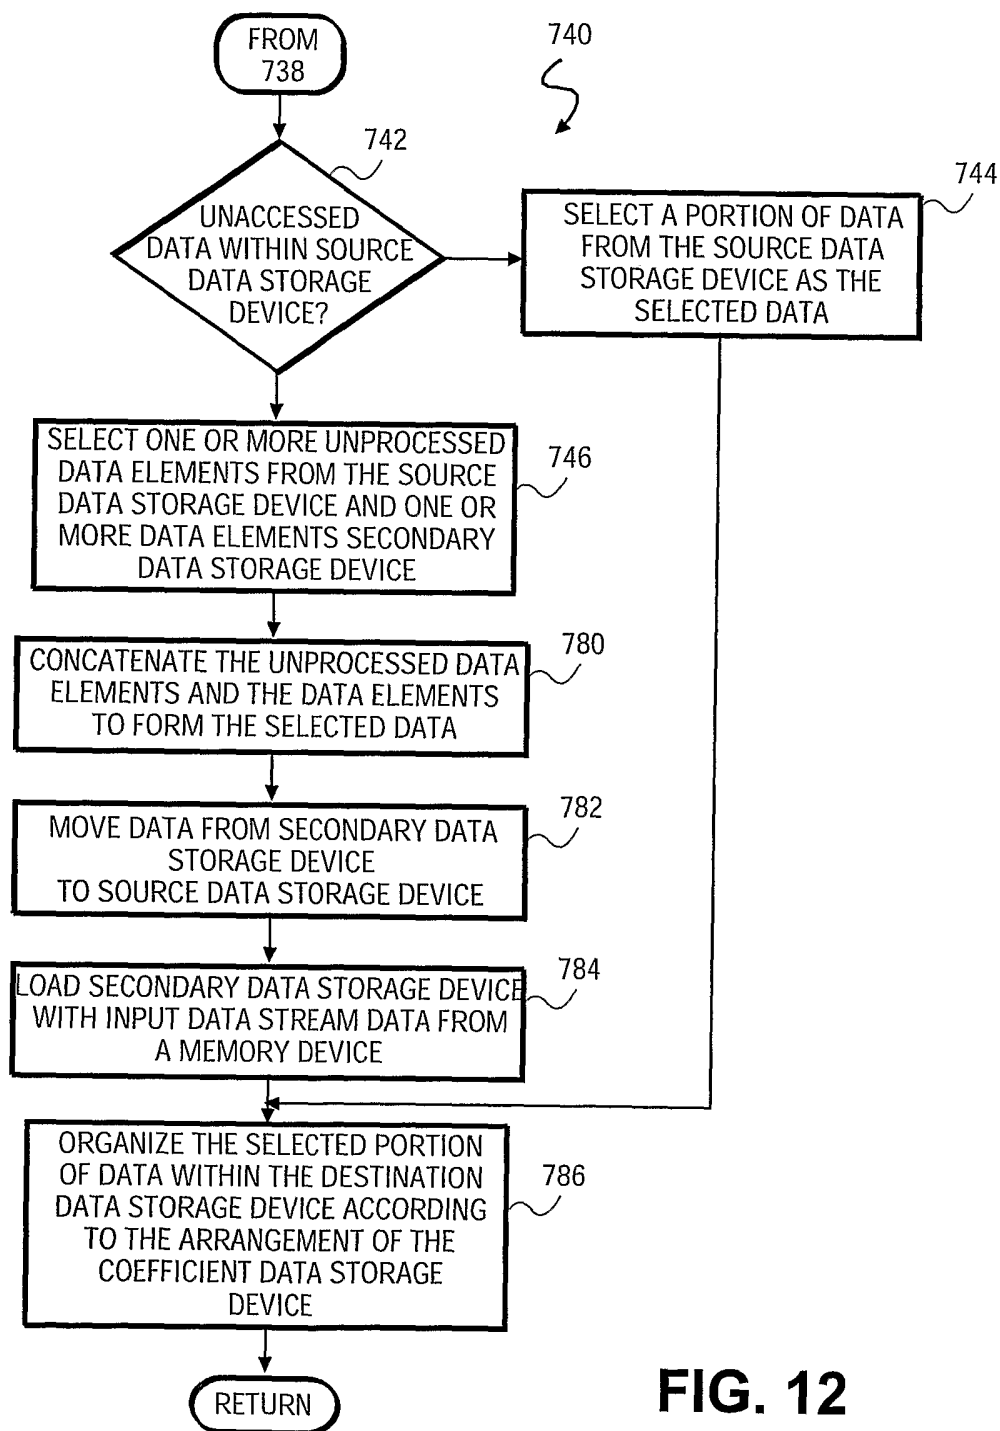 FROM
738
740
742
UNACCESSED
DATA WITHIN SOURCE
DATA STORAGE
DEVICE?
744
SELECT A PORTION OF DATA
FROM THE SOURCE DATA
STORAGE DEVICE AS THE
SELECTED DATA
SELECT ONE OR MORE UNPROCESSED
DATA ELEMENTS FROM THE SOURCE
DATA STORAGE DEVICE AND ONE OR
MORE DATA ELEMENTS SECONDARY
DATA STORAGE DEVICE
746
CONCATENATE THE UNPROCESSED DATA
ELEMENTS AND THE DATA ELEMENTS
TO FORM THE SELECTED DATA
780
MOVE DATA FROM SECONDARY DATA
STORAGE DEVICE
TO SOURCE DATA STORAGE DEVICE
782
LOAD SECONDARY DATA STORAGE DEVICE
WITH INPUT DATA STREAM DATA FROM
A MEMORY DEVICE
784
ORGANIZE THE SELECTED PORTION
OF DATA WITHIN THE DESTINATION
DATA STORAGE DEVICE ACCORDING
TO THE ARRANGEMENT OF THE
COEFFICIENT DATA STORAGE
DEVICE
786
RETURN
FIG. 12